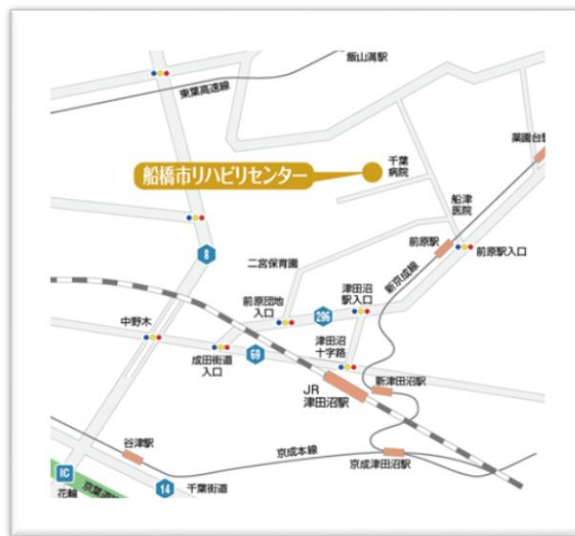 飯山満駅
東葉高速線
薬園台駅
船橋市リハビリセンター
千葉
病院
船津
医院
8
前原駅
前原駅入口
二宮保育園
新京成線
津田沼
駅入口
前原団地
入口
296
中野木
成田街道
入口
69
津田沼
十字路
JR
津田沼駅
新津田沼駅
谷津駅
京成本線
京成津田沼駅
IC
花輪
京葉道
14
千葉街道